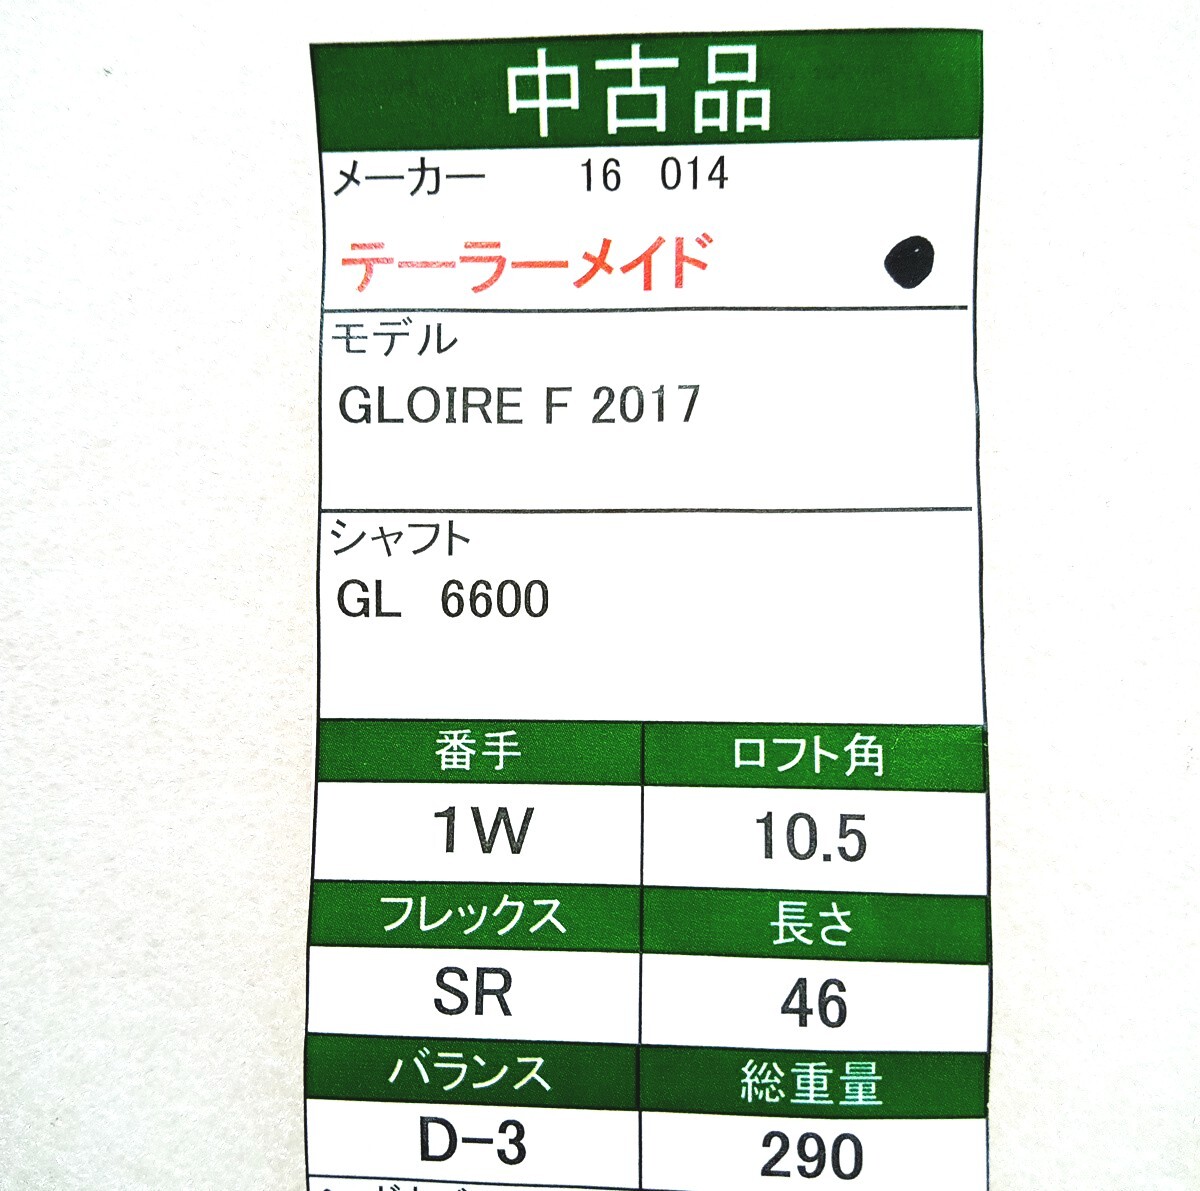 中古品
メーカー 16 014
テーラーメイド
モデル
GLOIRE F 2017
シャフト
GL 6600
番手 ロフト角
1W 10.5
フレックス 長さ
SR 46
バランス 総重量
D-3 290